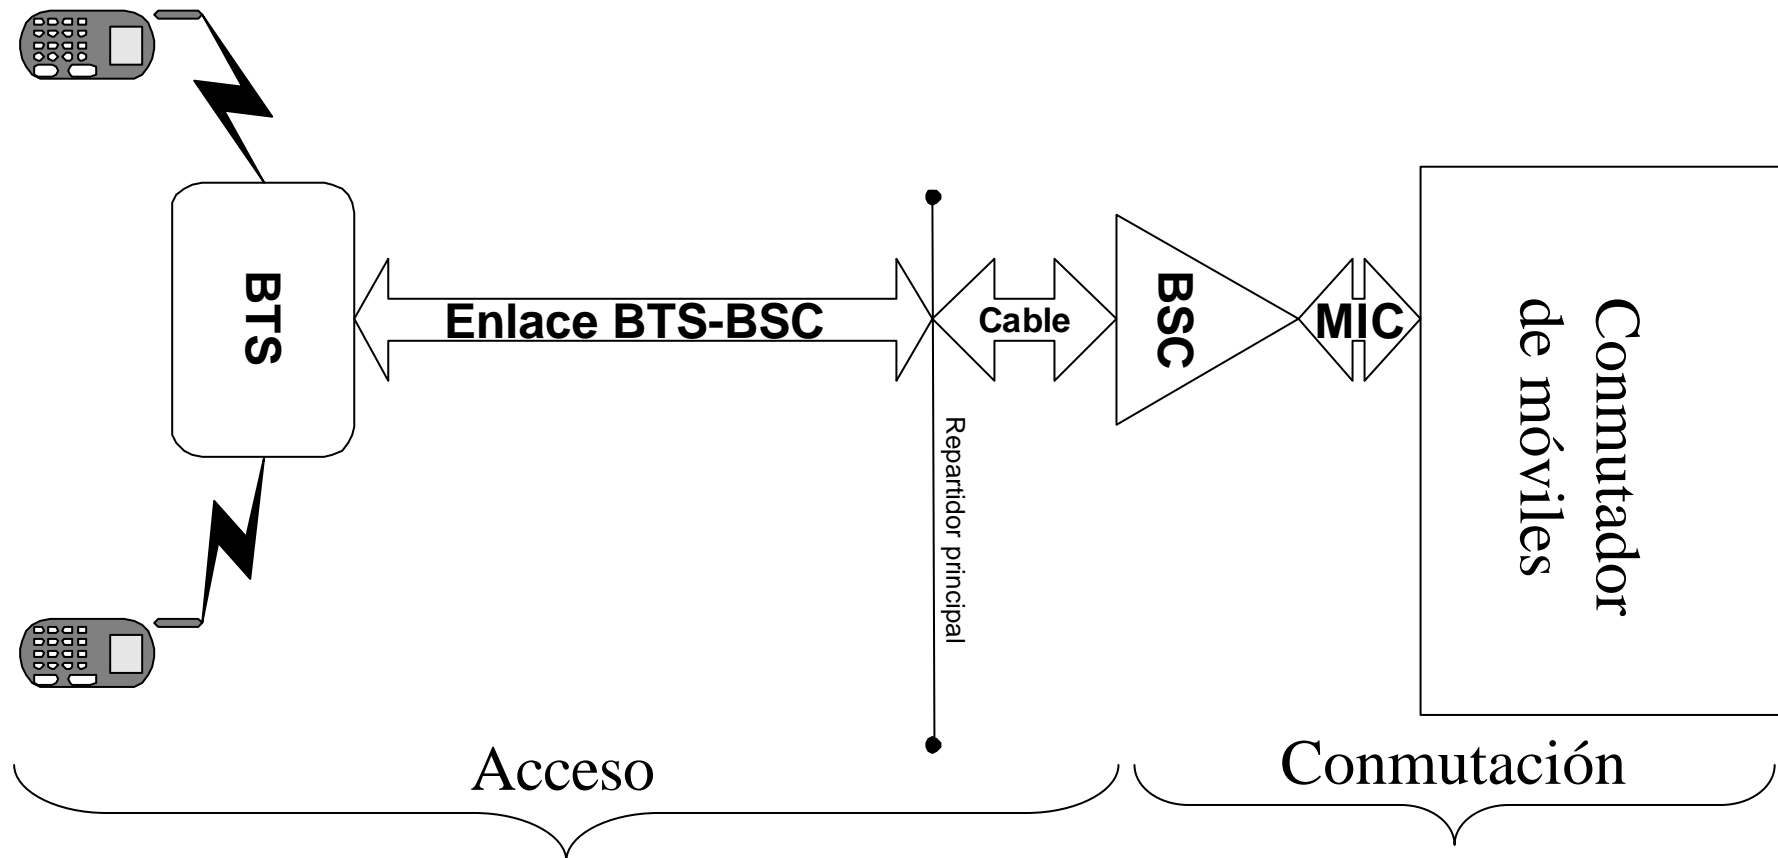 BTS
Enlace BTS-BSC
Cable
BSC
MIC
Conmutador
de móviles
Repartidor principal
Acceso
Conmutación